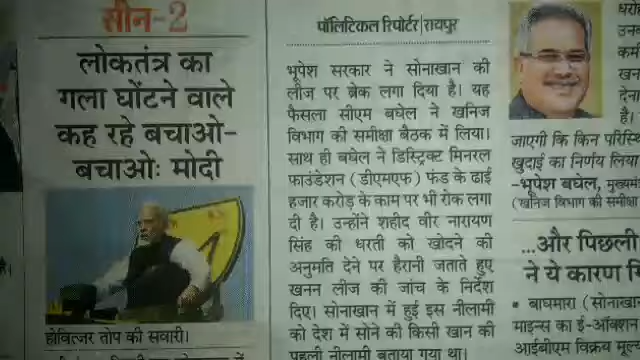 सीन-2
लोकतंत्र का
गला घोंटने वाले
कह रहे बचाओ-
बचाओः मोदी
होवित्जर तोप की सवारी।
पॉलिटिकल रिपोर्टर|रायपुर
भूपेश सरकार ने सोनाखान की
लीज पर ब्रेक लगा दिया है। यह
फैसला सीएम बघेल ने खनिज
विभाग की समीक्षा बैठक में लिया।
साथ ही बघेल ने डिस्ट्रिक्ट मिनरल
फाउंडेशन (डीएमएफ) फंड के ढाई
हजार करोड़ के काम पर भी रोक लगा
दी है। उन्होंने शहीद वीर नारायण
सिंह की धरती को खोदने की
अनुमति देने पर हैरानी जताते हुए
खनन लीज की जांच के निर्देश
दिए। सोनाखान में हुई इस नीलामी
को देश में सोने की किसी खान की
पहली नीलामी बताया गया था।
उनव
कमी
खन
देना
है।
जाएगी कि किन परिस्थि
खुदाई का निर्णय लिया
-भूपेश बघेल, मुख्यमं
(खनिज विभाग की समीक्षा
...और पिछली
ने ये कारण f
▪ बाघमारा (सोनाखा
माइन्स का ई-ऑक्शन
आईबीएम विक्रय मूल
है।